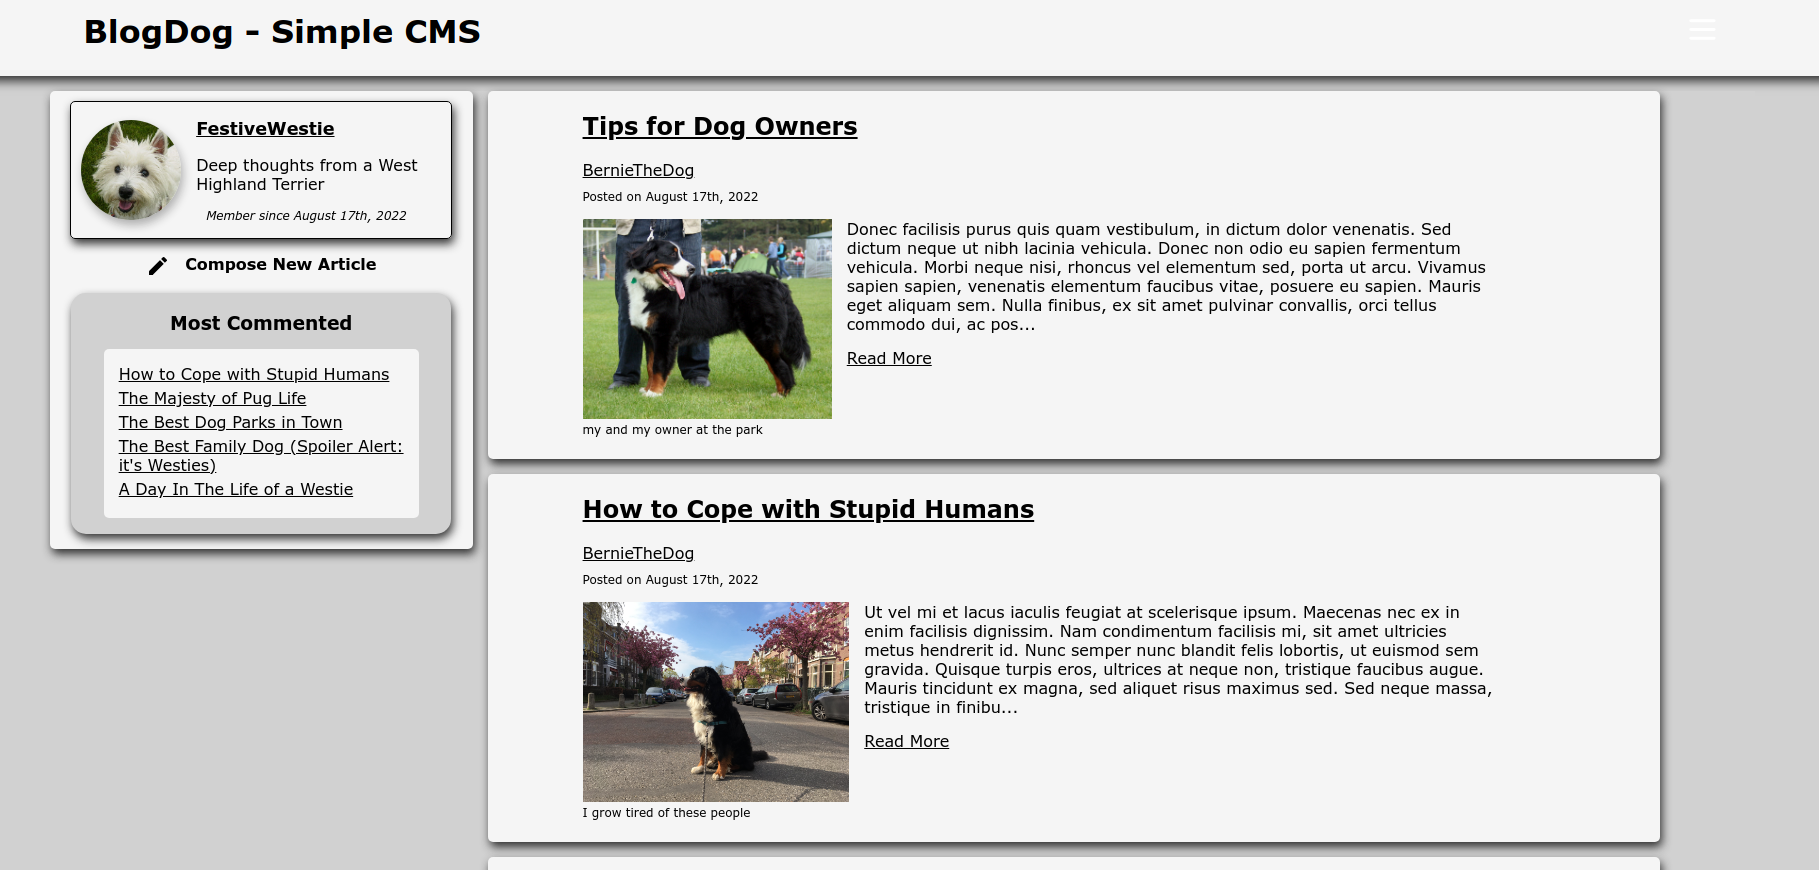 BlogDog – Simple CMS
FestiveWestie
Deep thoughts from a West
Highland Terrier
Member since August 17th, 2022
Compose New Article
Most Commented
How to Cope with Stupid Humans
The Majesty of Pug Life
The Best Dog Parks in Town
The Best Family Dog (Spoiler Alert:
it's Westies)
A Day In The Life of a Westie
Tips for Dog Owners
BernieTheDog
Posted on August 17th, 2022
Donec facilisis purus quis quam vestibulum, in dictum dolor venenatis. Sed
dictum neque ut nibh lacinia vehicula. Donec non odio eu sapien fermentum
vehicula. Morbi neque nisi, rhoncus vel elementum sed, porta ut arcu. Vivamus
sapien sapien, venenatis elementum faucibus vitae, posuere eu sapien. Mauris
eget aliquam sem. Nulla finibus, ex sit amet pulvinar convallis, orci tellus
commodo dui, ac pos...
Read More
my and my owner at the park
How to Cope with Stupid Humans
BernieTheDog
Posted on August 17th, 2022
Ut vel mi et lacus iaculis feugiat at scelerisque ipsum. Maecenas nec ex in
enim facilisis dignissim. Nam condimentum facilisis mi, sit amet ultricies
metus hendrerit id. Nunc semper nunc blandit felis lobortis, ut euismod sem
gravida. Quisque turpis eros, ultrices at neque non, tristique faucibus augue.
Mauris tincidunt ex magna, sed aliquet risus maximus sed. Sed neque massa,
tristique in finibu...
Read More
I grow tired of these people